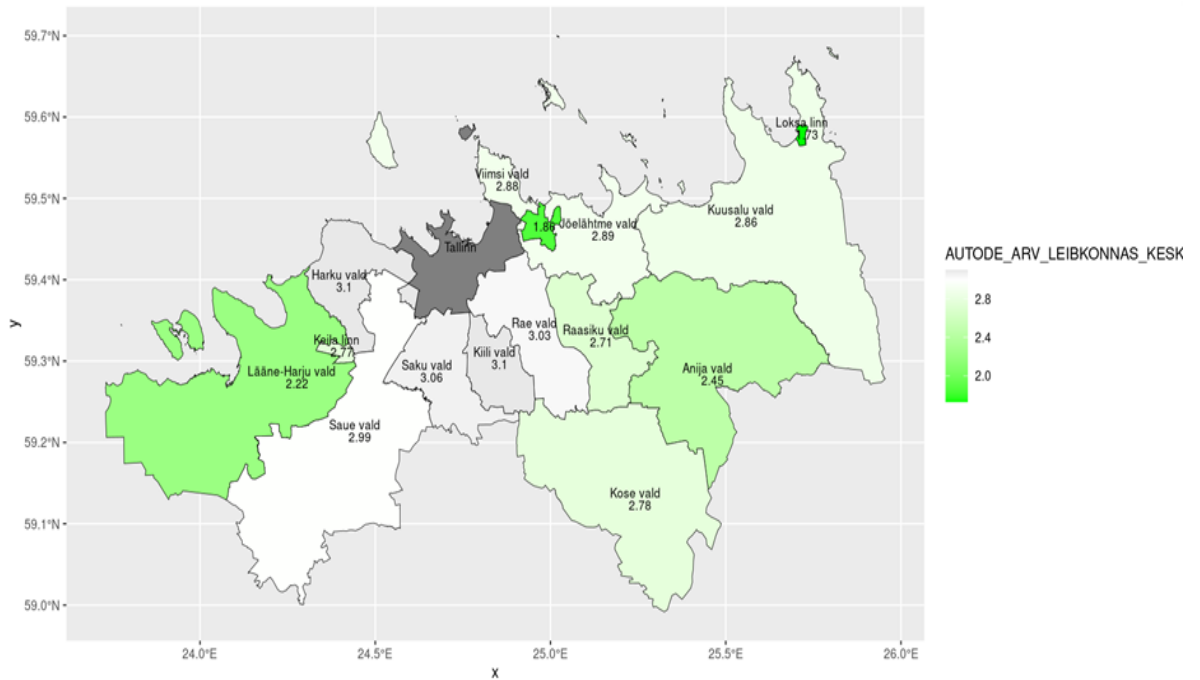 59.7°N
59.6°N
59.5°N
59.4°N
59.3°N
59.2°N
59.1°N
59.0°N
y
Loksa linn
73
Viimsi vald
2.88
1.86
Jõelähtme vald
2.89
Kuusalu vald
2.86
Tallinn
Harku vald
3.1
Keila linn
2.77
Lääne-Harju vald
2.22
Saku vald
3.06
Kiili vald
3.1
Rae vald
3.03
Raasiku vald
2.71
Anija vald
2.45
Saue vald
2.99
Kose vald
2.78
24.0°E
24.5°E
25.0°E
25.5°E
26.0°E
x
AUTODE_ARV_LEIBKONNAS_KESK
2.8
2.4
2.0